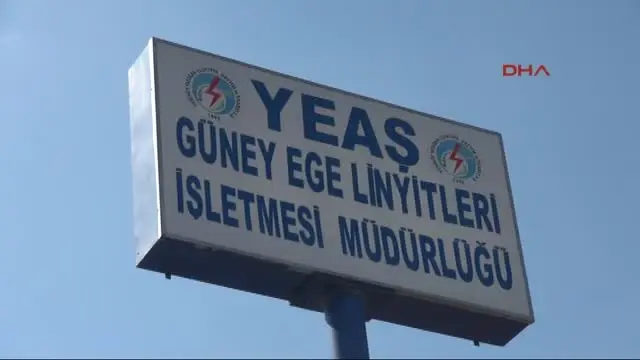 DHA
YEAŞ
GÜNEY EGE LİNYİTLERİ
İŞLETMESİ MÜDÜRLÜĞÜ